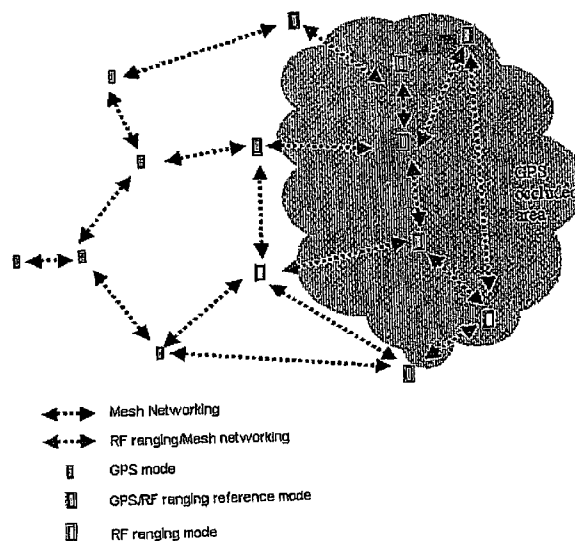 GPS
occluded
area
Mesh Networking
RF ranging/Mesh networking
GPS mode
GPS/RF ranging reference mode
RF ranging mode